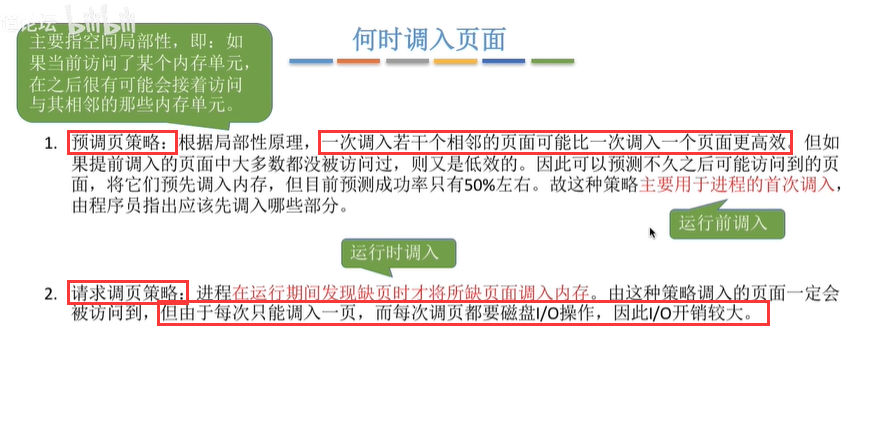 论坛 bilibili
何时调入页面
主要指空间局部性，即：如
果当前访问了某个内存单元，
在之后很有可能会接着访问
与其相邻的那些内存单元。
1. 预调页策略：根据局部性原理，一次调入若干个相邻的页面可能比一次调入一个页面更高效。但如
果提前调入的页面中大多数都没被访问过，则又是低效的。因此可以预测不久之后可能访问到的页
面，将它们预先调入内存，但目前预测成功率只有50%左右。故这种策略主要用于进程的首次调入，
由程序员指出应该先调入哪些部分。
运行前调入
运行时调入
2. 请求调页策略：进程在运行期间发现缺页时才将所缺页面调入内存。由这种策略调入的页面一定会
被访问到，但由于每次只能调入一页，而每次调页都要磁盘I/O操作，因此I/O开销较大。